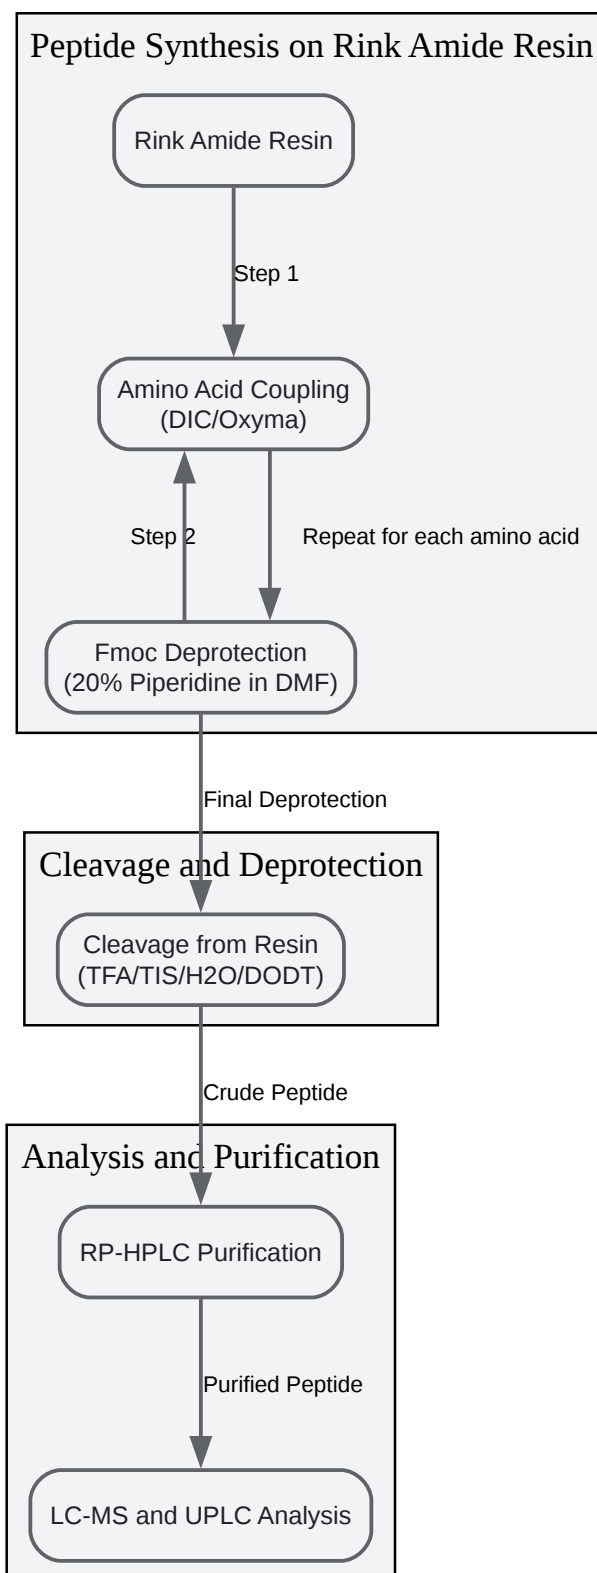 Peptide Synthesis on Rink Amide Resin
Rink Amide Resin
Step 1
Amino Acid Coupling
(DIC/Oxyma)
Step 2
Repeat for each amino acid
Fmoc Deprotection
(20% Piperidine in DMF)
Final Deprotection
Cleavage and Deprotection
Cleavage from Resin
(TFA/TIS/H2O/DODT)
Crude Peptide
Analysis and Purification
RP-HPLC Purification
Purified Peptide
LC-MS and UPLC Analysis